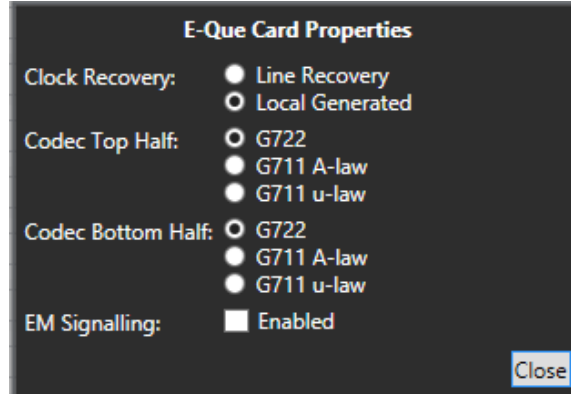 E-Que Card Properties
Clock Recovery: Line Recovery
Local Generated
Codec Top Half: G722
G711 A-law
G711 u-law
Codec Bottom Half: G722
G711 A-law
G711 u-law
EM Signalling: Enabled
Close